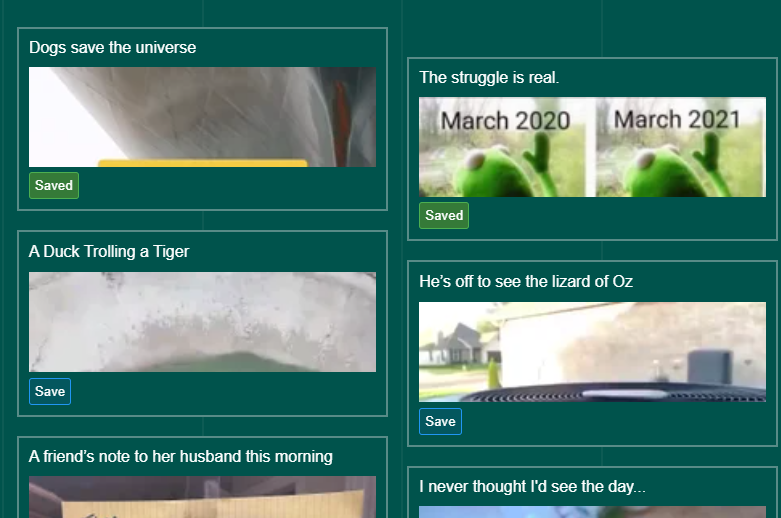 Dogs save the universe
Saved
A Duck Trolling a Tiger
Save
A friend’s note to her husband this morning
The struggle is real.
March 2020 March 2021
Saved
He’s off to see the lizard of Oz
Save
I never thought I'd see the day...